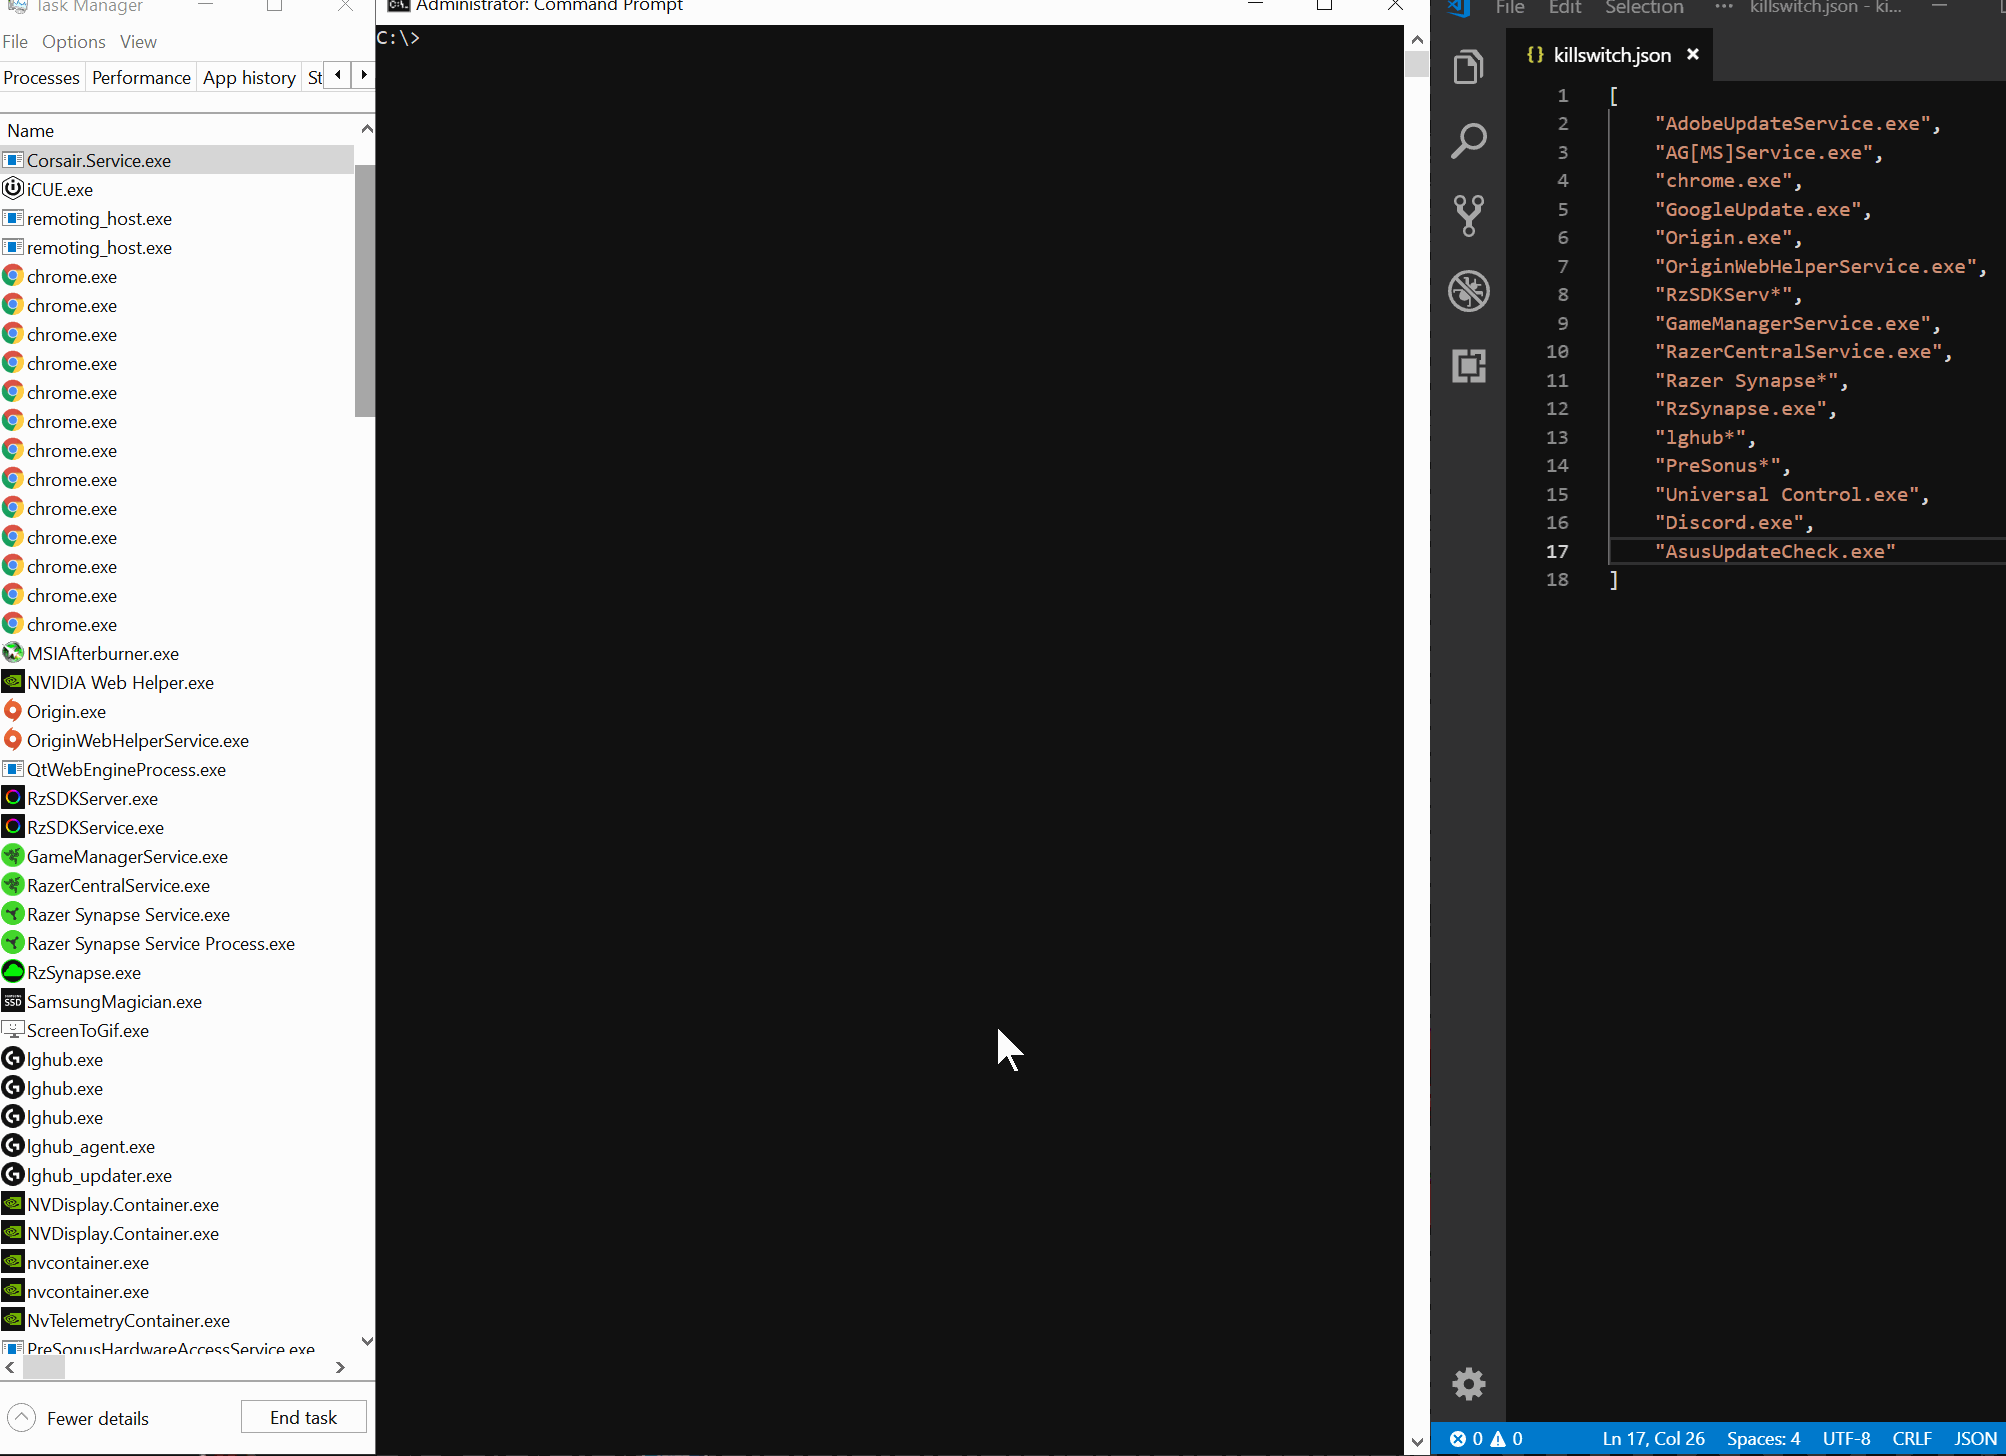 Task Manager
File Options View
Processes Performance App history St
Name
Corsair.Service.exe
iCUE.exe
remoting_host.exe
remoting_host.exe
chrome.exe
chrome.exe
chrome.exe
chrome.exe
chrome.exe
chrome.exe
chrome.exe
chrome.exe
chrome.exe
chrome.exe
chrome.exe
chrome.exe
chrome.exe
MSIAfterburner.exe
NVIDIA Web Helper.exe
Origin.exe
OriginWebHelperService.exe
QtWebEngineProcess.exe
RzSDKServer.exe
RzSDKService.exe
GameManagerService.exe
RazerCentralService.exe
Razer Synapse Service.exe
Razer Synapse Service Process.exe
RzSynapse.exe
SSD
SamsungMagician.exe
ScreenToGif.exe
lghub.exe
lghub.exe
lghub.exe
lghub_agent.exe
lghub_updater.exe
NVDisplay.Container.exe
NVDisplay.Container.exe
nvcontainer.exe
nvcontainer.exe
NvTelemetryContainer.exe
PreSonusHardwareAccessService.exe
Fewer details
End task
C:\. Administrator: Command Prompt
C:\>
File Edit Selection ··· killswitch.json - ki...
{} killswitch.json
1 [
2 "AdobeUpdateService.exe",
3 "AG[MS]Service.exe",
4 "chrome.exe",
5 "GoogleUpdate.exe",
6 "Origin.exe",
7 "OriginWebHelperService.exe",
8 "RzSDKServ*",
9 "GameManagerService.exe",
10 "RazerCentralService.exe",
11 "Razer Synapse*",
12 "RzSynapse.exe",
13 "lghub*",
14 "PreSonus*",
15 "Universal Control.exe",
16 "Discord.exe",
17 "AsusUpdateCheck.exe"
18 ]
0 0 Ln 17, Col 26 Spaces: 4 UTF-8 CRLF JSON